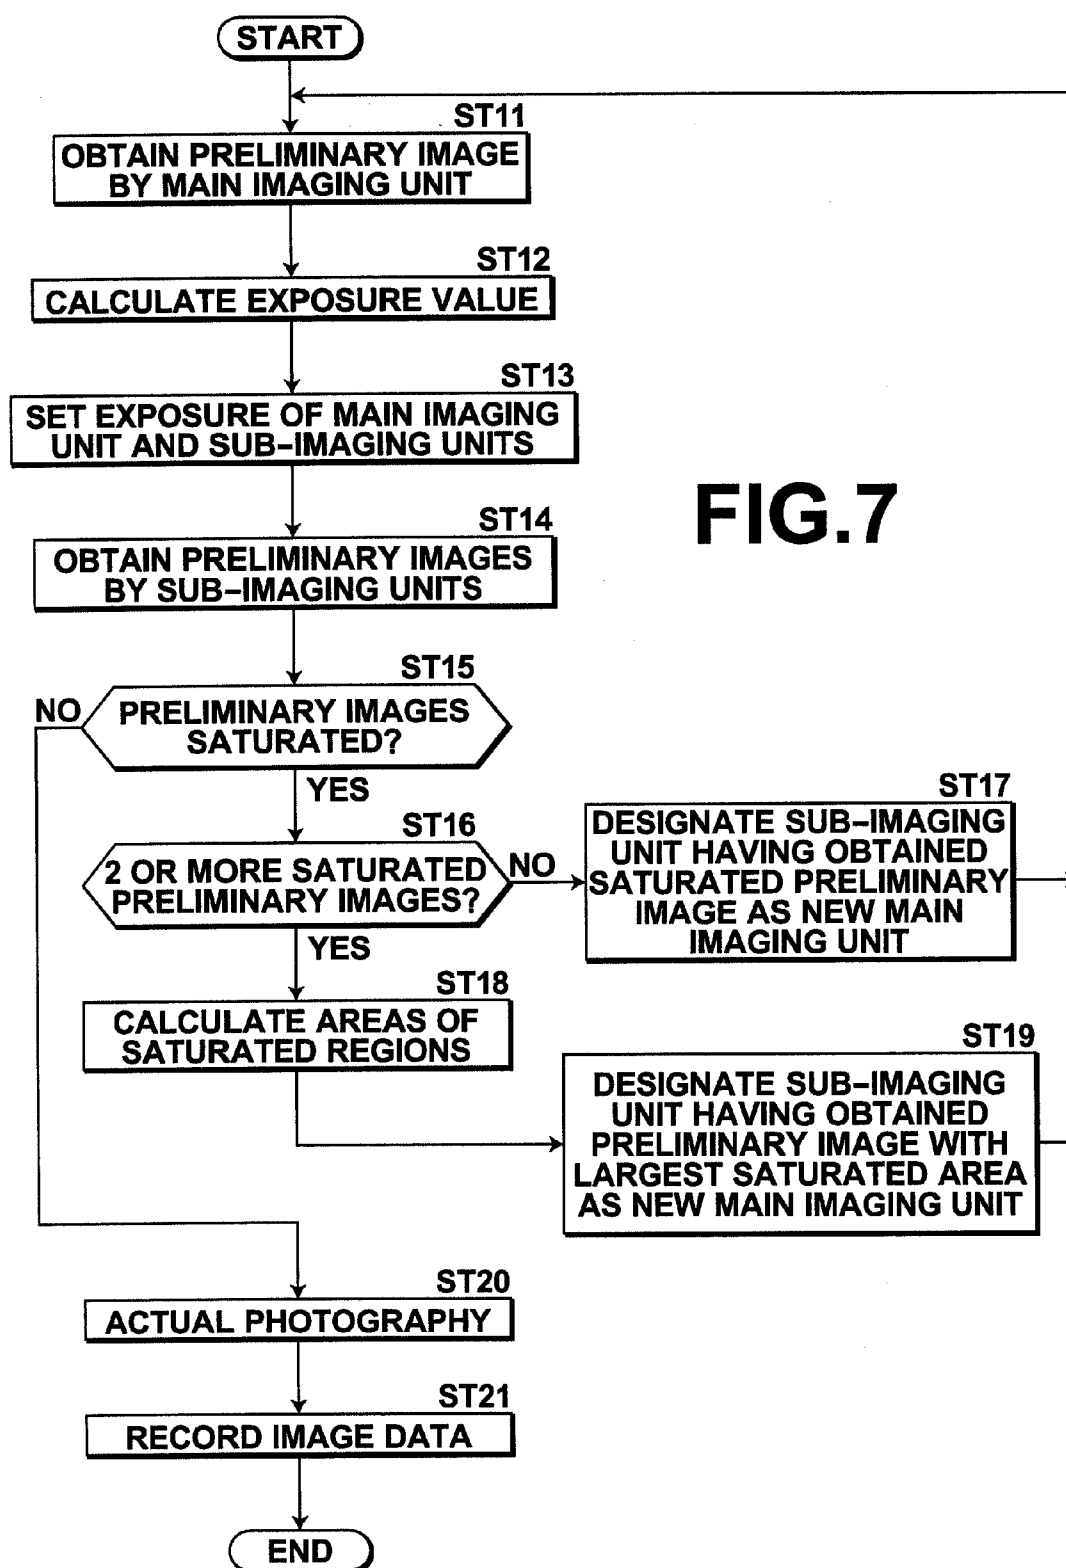 START
ST11
OBTAIN PRELIMINARY IMAGE
BY MAIN IMAGING UNIT
ST12
CALCULATE EXPOSURE VALUE
ST13
SET EXPOSURE OF MAIN IMAGING
UNIT AND SUB-IMAGING UNITS
FIG.7
ST14
OBTAIN PRELIMINARY IMAGES
BY SUB-IMAGING UNITS
ST15
NO
PRELIMINARY IMAGES
SATURATED?
YES
ST16
2 OR MORE SATURATED
PRELIMINARY IMAGES?
NO
ST17
DESIGNATE SUB-IMAGING
UNIT HAVING OBTAINED
SATURATED PRELIMINARY
IMAGE AS NEW MAIN
IMAGING UNIT
YES
ST18
CALCULATE AREAS OF
SATURATED REGIONS
ST19
DESIGNATE SUB-IMAGING
UNIT HAVING OBTAINED
PRELIMINARY IMAGE WITH
LARGEST SATURATED AREA
AS NEW MAIN IMAGING UNIT
ST20
ACTUAL PHOTOGRAPHY
ST21
RECORD IMAGE DATA
END